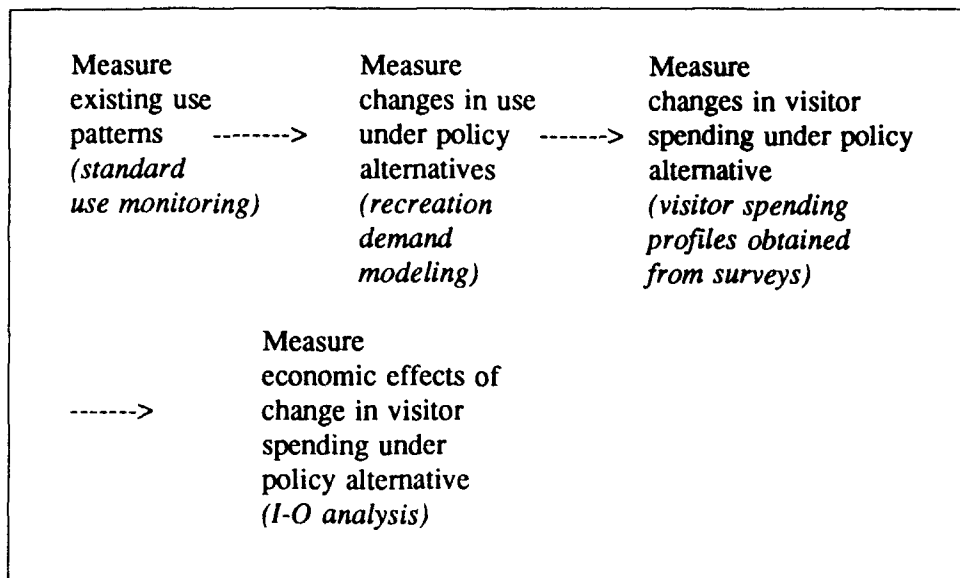 Measure
existing use
patterns -------->
(standard
use monitoring)
Measure
changes in use
under policy -------->
alternatives
(recreation
demand
modeling)
Measure
changes in visitor
spending under policy
alternative
(visitor spending
profiles obtained
from surveys)
------->
Measure
economic effects of
change in visitor
spending under
policy alternative
(I-O analysis)